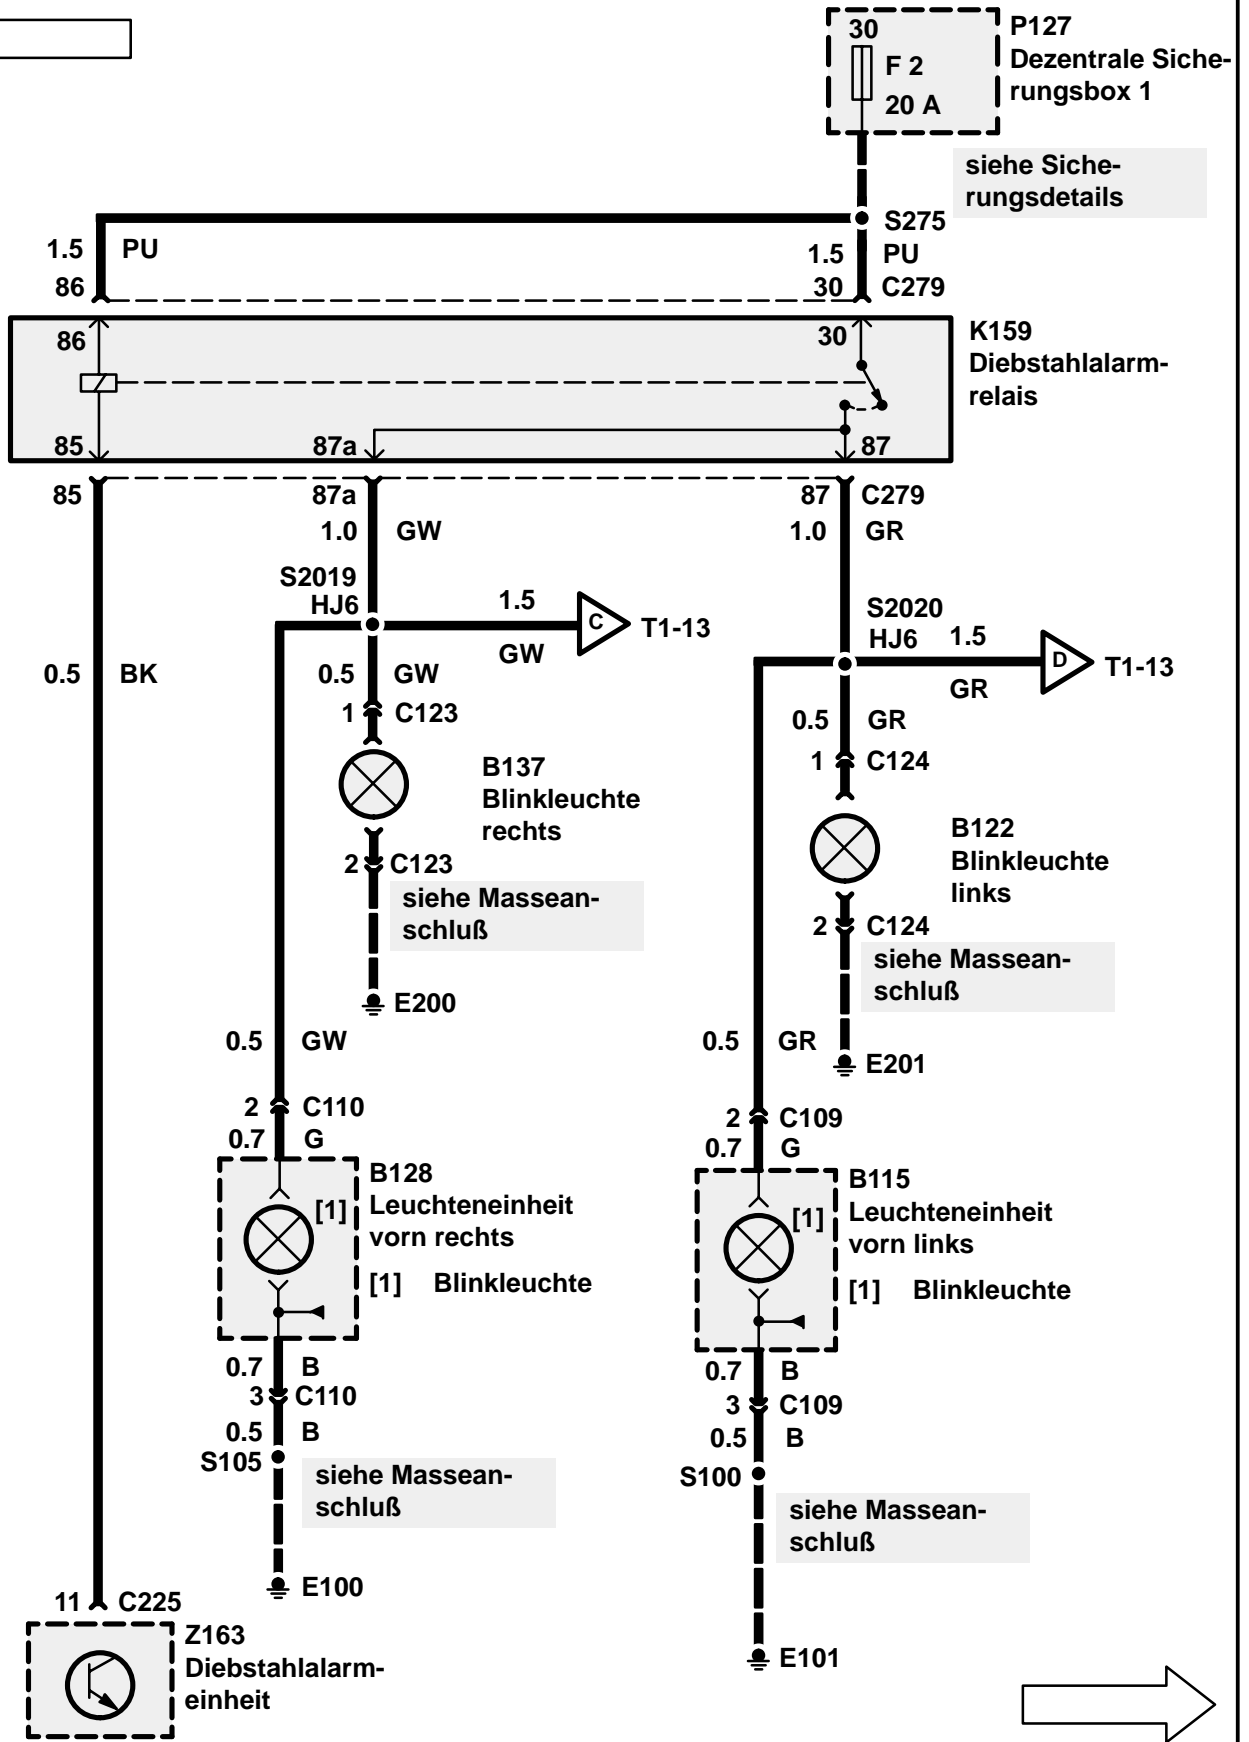 30
F 2
20 A
P127
Dezentrale Siche-
rungsbox 1
siehe Siche-
rungsdetails
S275
1.5 PU
1.5 PU
86
30 C279
86
30
K159
Diebstahlalarm-
relais
85
87a
87
85
87a
87 C279
1.0 GW
1.0 GR
S2019
HJ6
1.5
C
T1-13
GW
S2020
HJ6
1.5
D
T1-13
GR
0.5 BK
0.5 GW
1 C123
0.5 GR
1 C124
B137
Blinkleuchte
rechts
B122
Blinkleuchte
links
2 C123
siehe Massean-
schluß
2 C124
siehe Massean-
schluß
E200
E201
0.5 GW
0.5 GR
2 C110
0.7 G
2 C109
0.7 G
B128
Leuchteneinheit
vorn rechts
[1]
[1] Blinkleuchte
B115
Leuchteneinheit
vorn links
[1]
[1] Blinkleuchte
0.7 B
3 C110
0.5 B
S105
siehe Massean-
schluß
0.7 B
3 C109
0.5 B
S100
siehe Massean-
schluß
E100
E101
11 C225
Z163
Diebstahlalarm-
einheit